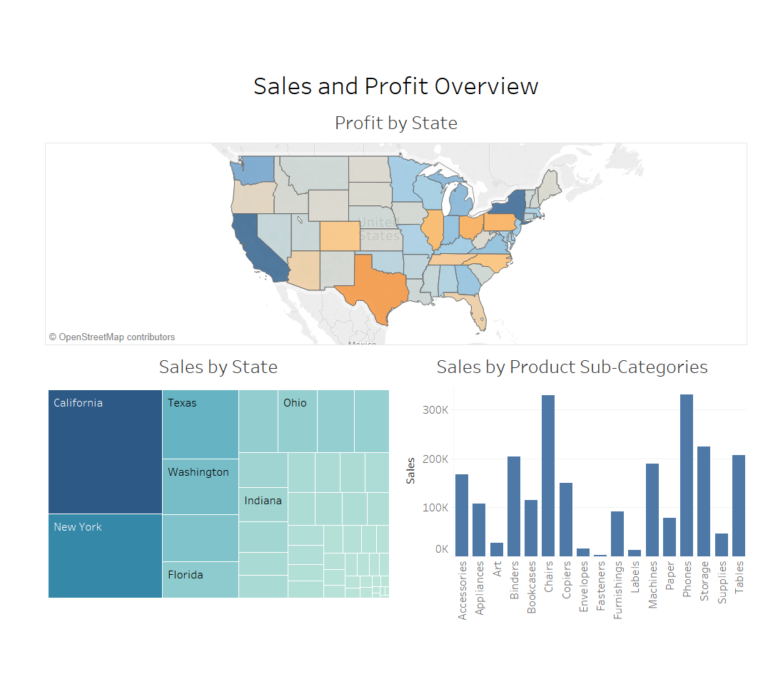 Sales and Profit Overview
Profit by State
United
States
© OpenStreetMap contributors
Mexico
Sales by State
California
Texas
Ohio
Washington
Indiana
New York
Florida
Sales by Product Sub-Categories
Sales
300K
200K
100K
0K
Accessories
Appliances
Art
Binders
Bookcases
Chairs
Copiers
Envelopes
Fasteners
Furnishings
Labels
Machines
Paper
Phones
Storage
Supplies
Tables